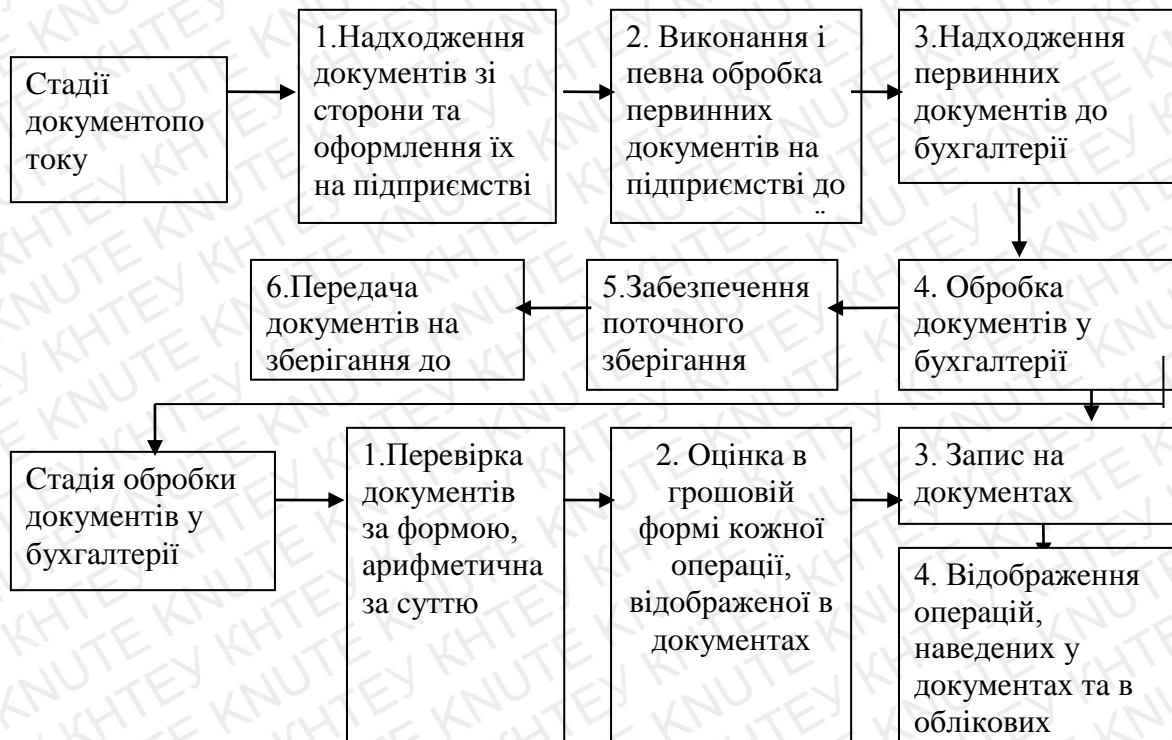 Стадії
документопо
току
1.Надходження
документів зі
сторони та
оформлення їх
на підприємстві
2. Виконання і
певна обробка
первинних
документів на
підприємстві до
3.Надходження
первинних
документів до
бухгалтерії
6.Передача
документів на
зберігання до
5.Забезпечення
поточного
зберігання
4. Обробка
документів у
бухгалтерії
Стадія обробки
документів у
бухгалтерії
1.Перевірка
документів
за формою,
арифметична
за суттю
2. Оцінка в
грошовій
формі кожної
операції,
відображеної в
документах
3. Запис на
документах
4. Відображення
операцій,
наведених у
документах та в
облікових